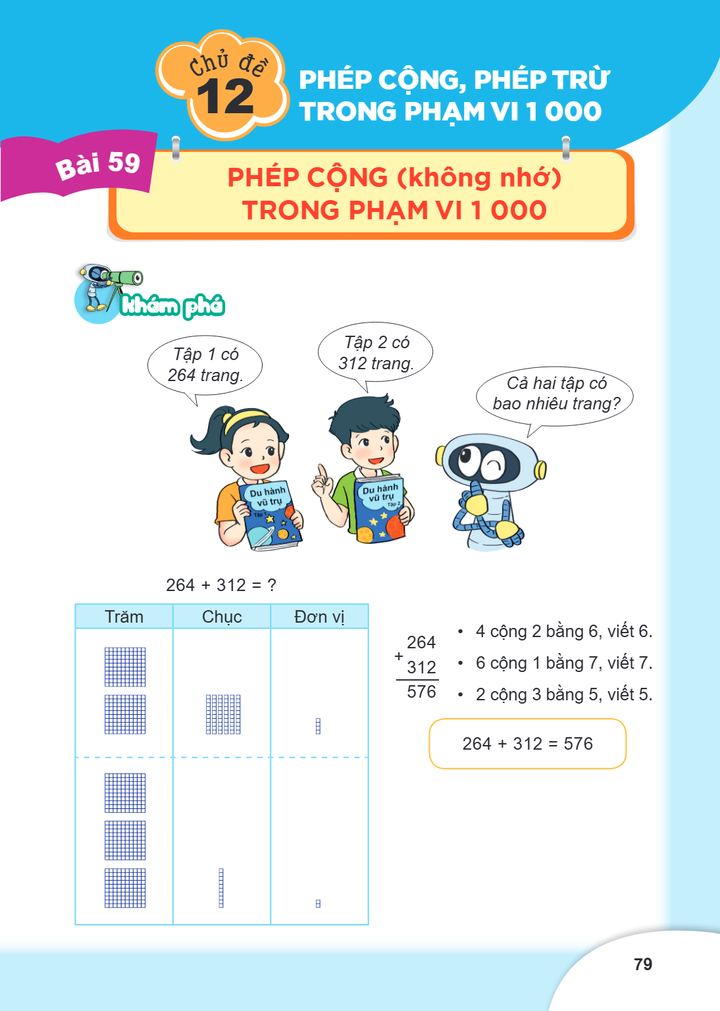 Chủ đề
12
PHÉP CỘNG, PHÉP TRỪ
TRONG PHẠM VI 1 000
Bài 59
PHÉP CỘNG (không nhớ)
TRONG PHẠM VI 1 000
khám phá
Tập 1 có
264 trang.
Tập 2 có
312 trang.
Cả hai tập có
bao nhiêu trang?
Du hành
vũ trụ
Tập 1
Du hành
vũ trụ
Tập 2
264 + 312 = ?
Trăm Chục Đơn vị
264
+
312
576
• 4 cộng 2 bằng 6, viết 6.
• 6 cộng 1 bằng 7, viết 7.
• 2 cộng 3 bằng 5, viết 5.
264 + 312 = 576
79